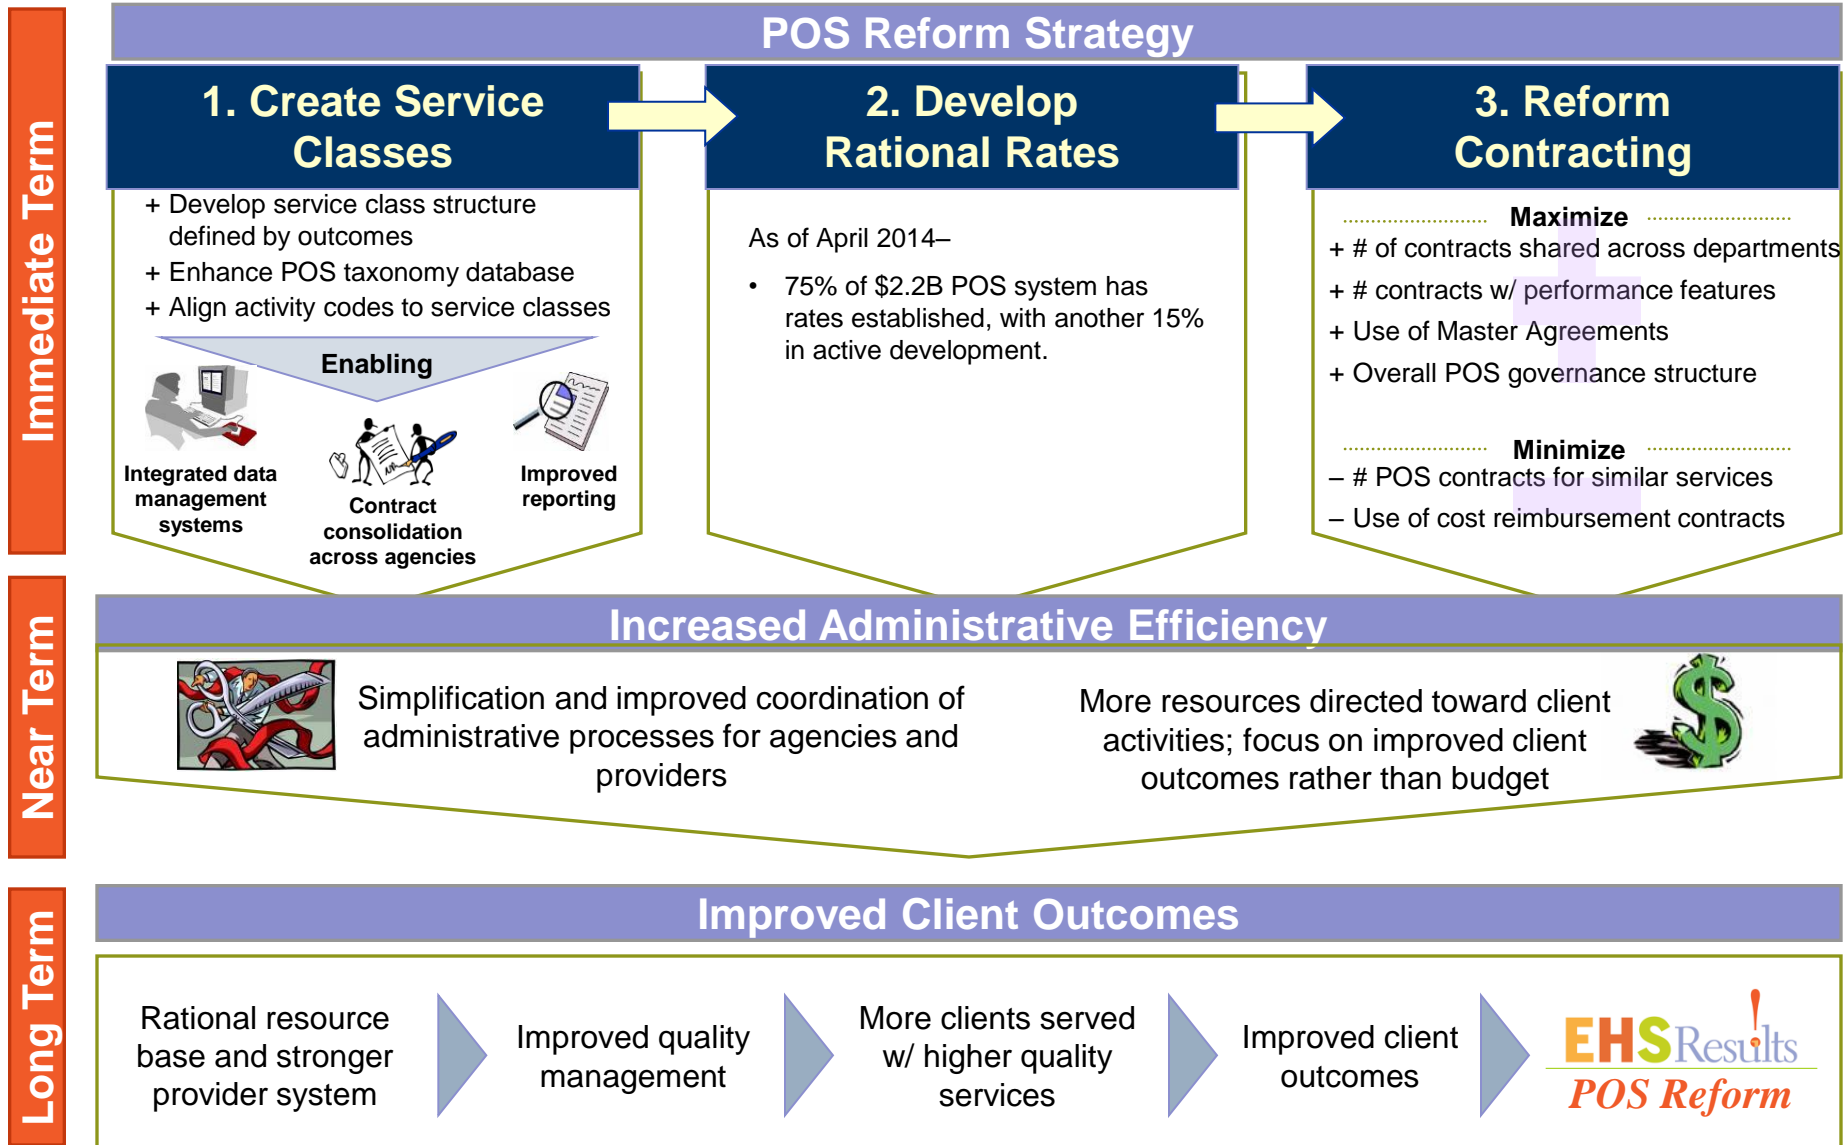 POS Reform Strategy
Immediate Term
1. Create Service
Classes
+ Develop service class structure
defined by outcomes
+ Enhance POS taxonomy database
+ Align activity codes to service classes
Enabling
Integrated data
management
systems
Contract
consolidation
across agencies
Improved
reporting
2. Develop
Rational Rates
As of April 2014–
• 75% of $2.2B POS system has
rates established, with another 15%
in active development.
3. Reform
Contracting
Maximize
+ # of contracts shared across departments
+ # contracts w/ performance features
+ Use of Master Agreements
+ Overall POS governance structure
Minimize
– # POS contracts for similar services
– Use of cost reimbursement contracts
Near Term
Increased Administrative Efficiency
Simplification and improved coordination of
administrative processes for agencies and
providers
More resources directed toward client
activities; focus on improved client
outcomes rather than budget
Long Term
Improved Client Outcomes
Rational resource
base and stronger
provider system
Improved quality
management
More clients served
w/ higher quality
services
Improved client
outcomes
EHSResults!
POS Reform